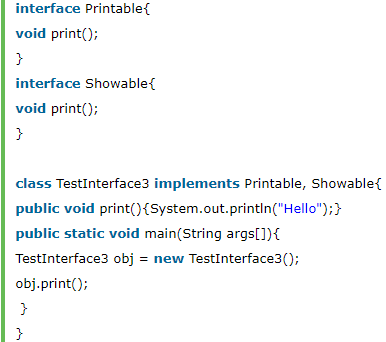 interface Printable{
void print();
}
interface Showable{
void print();
}
class TestInterface3 implements Printable, Showable{
public void print(){System.out.println("Hello");}
public static void main(String args[]){
TestInterface3 obj = new TestInterface3();
obj.print();
}
}